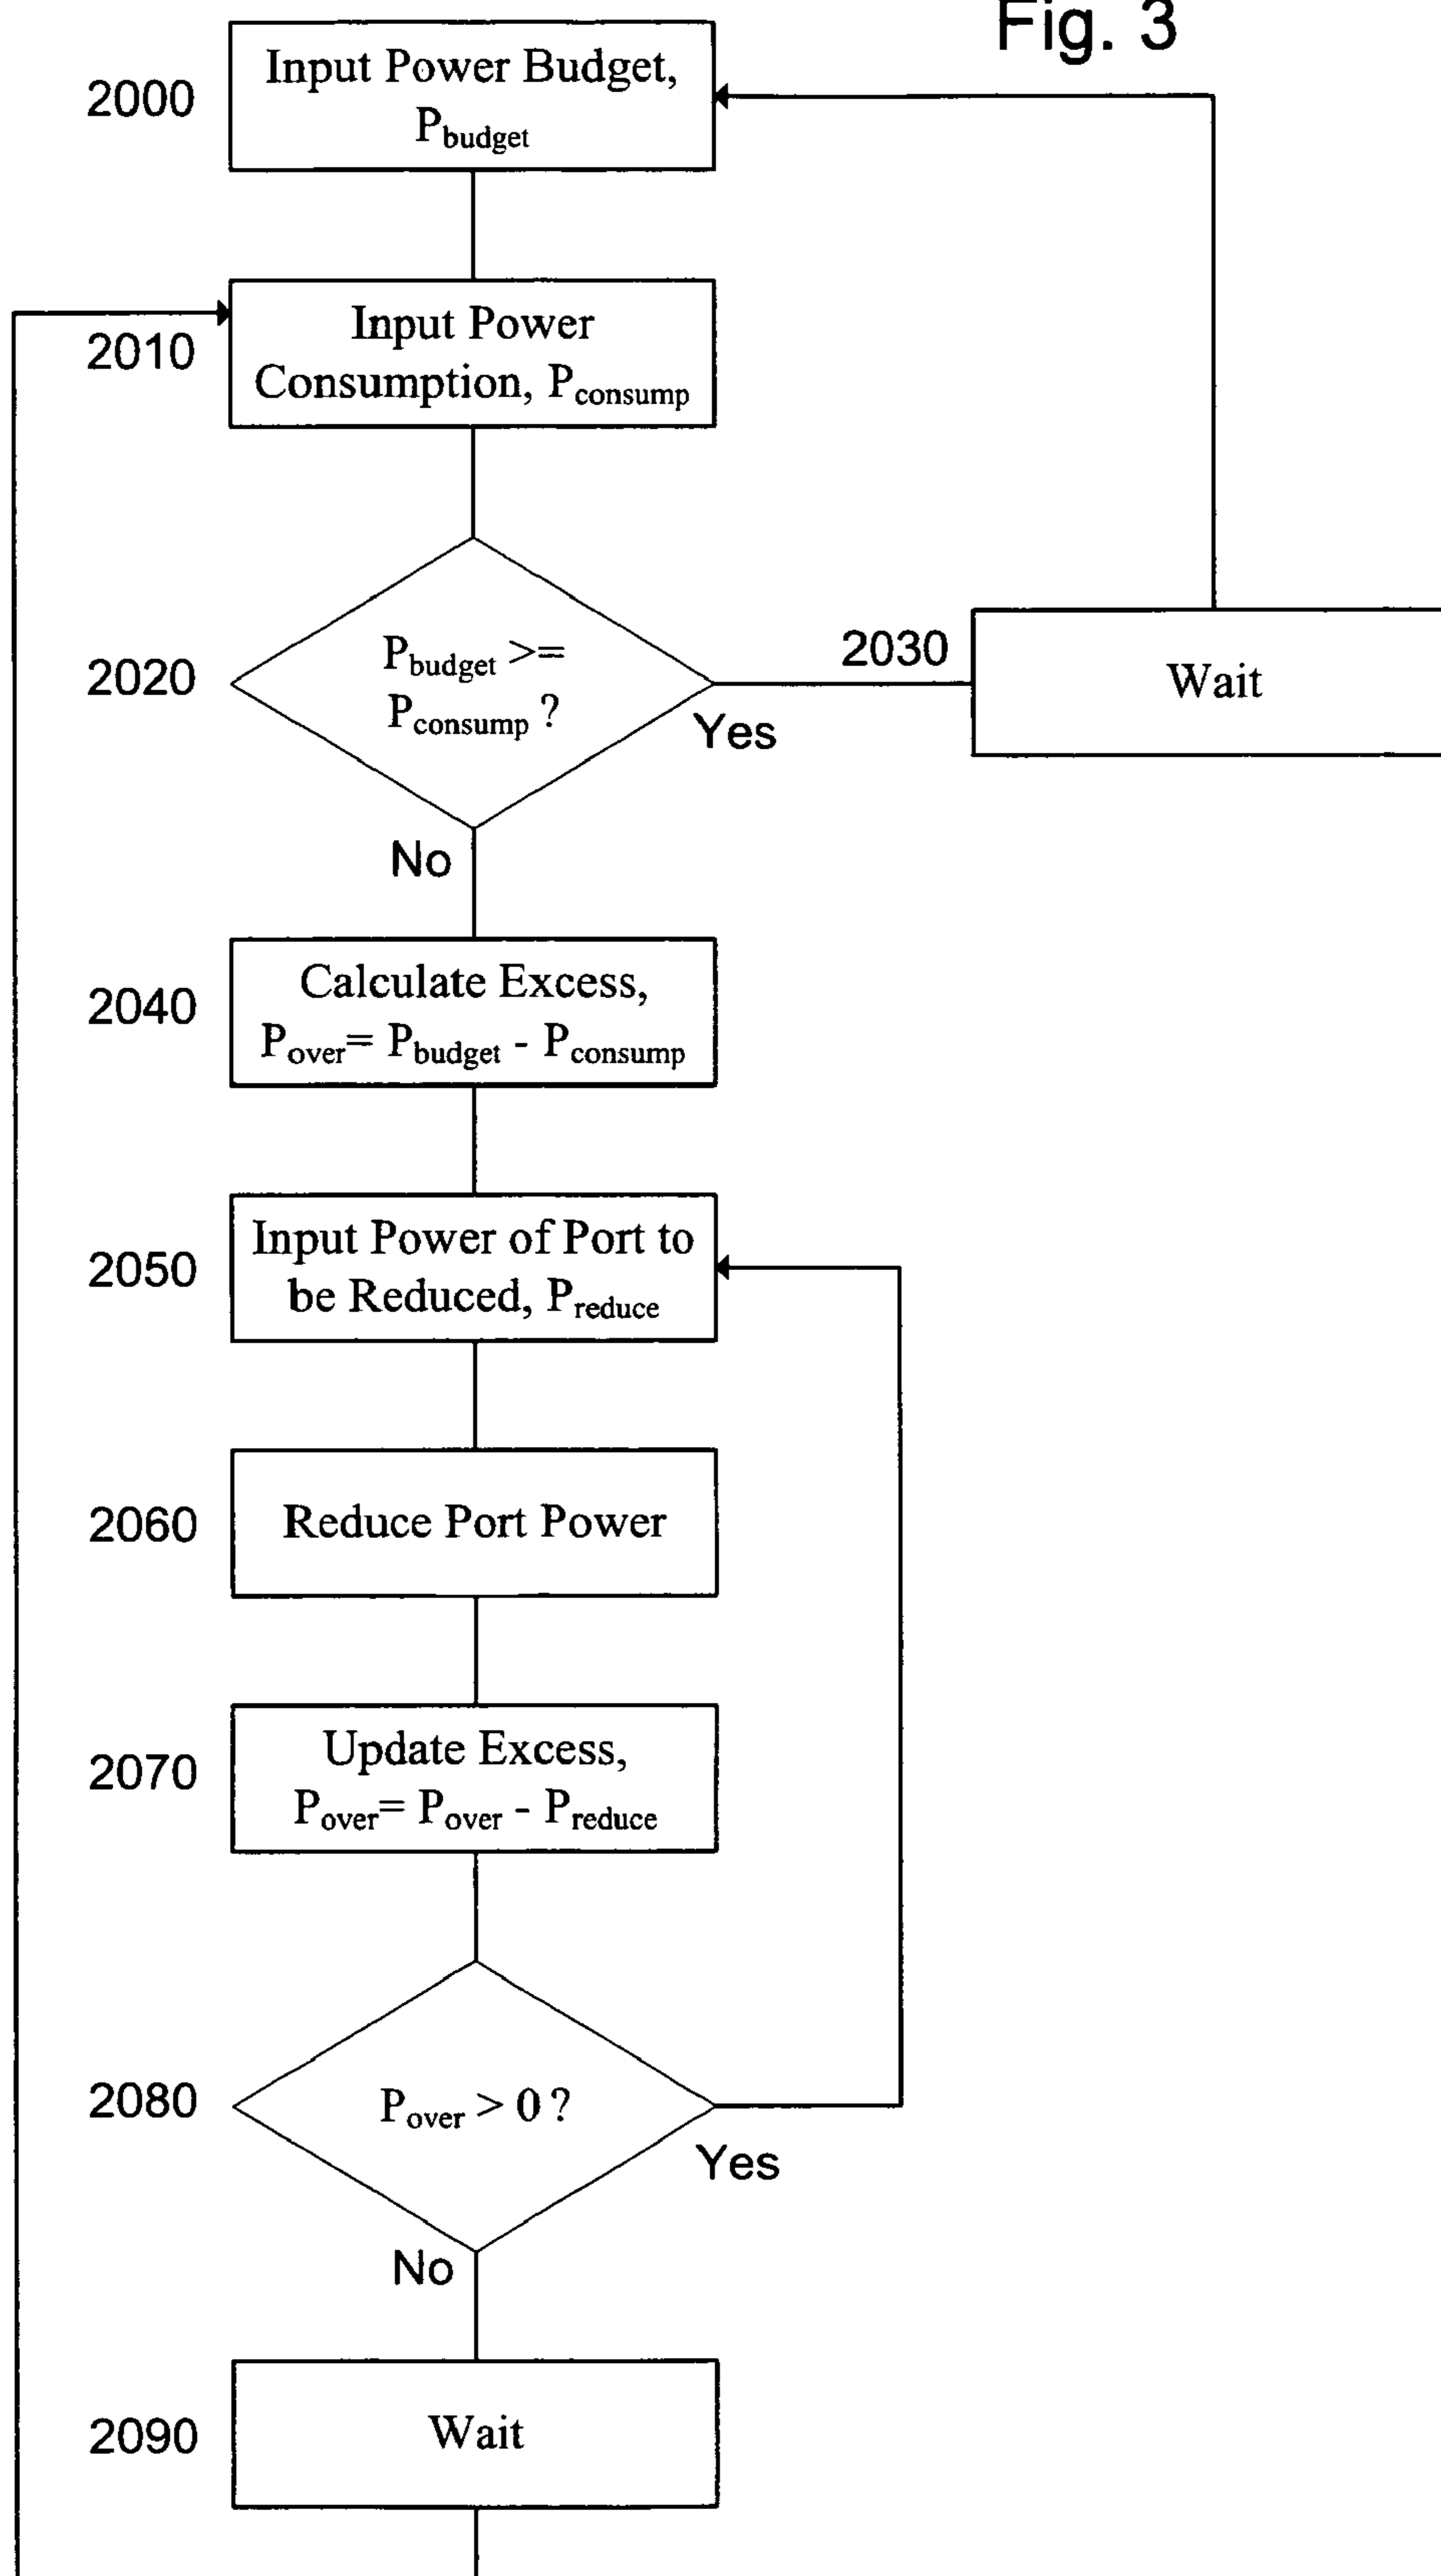 Fig. 3
2000
Input Power Budget,
Pbudget
2010
Input Power
Consumption, Pconsump
2020
Pbudget >=
Pconsump ?
Yes
2030
Wait
No
2040
Calculate Excess,
Pover= Pbudget - Pconsump
2050
Input Power of Port to
be Reduced, Preduce
2060
Reduce Port Power
2070
Update Excess,
Pover= Pover - Preduce
2080
Pover > 0 ?
Yes
No
2090
Wait